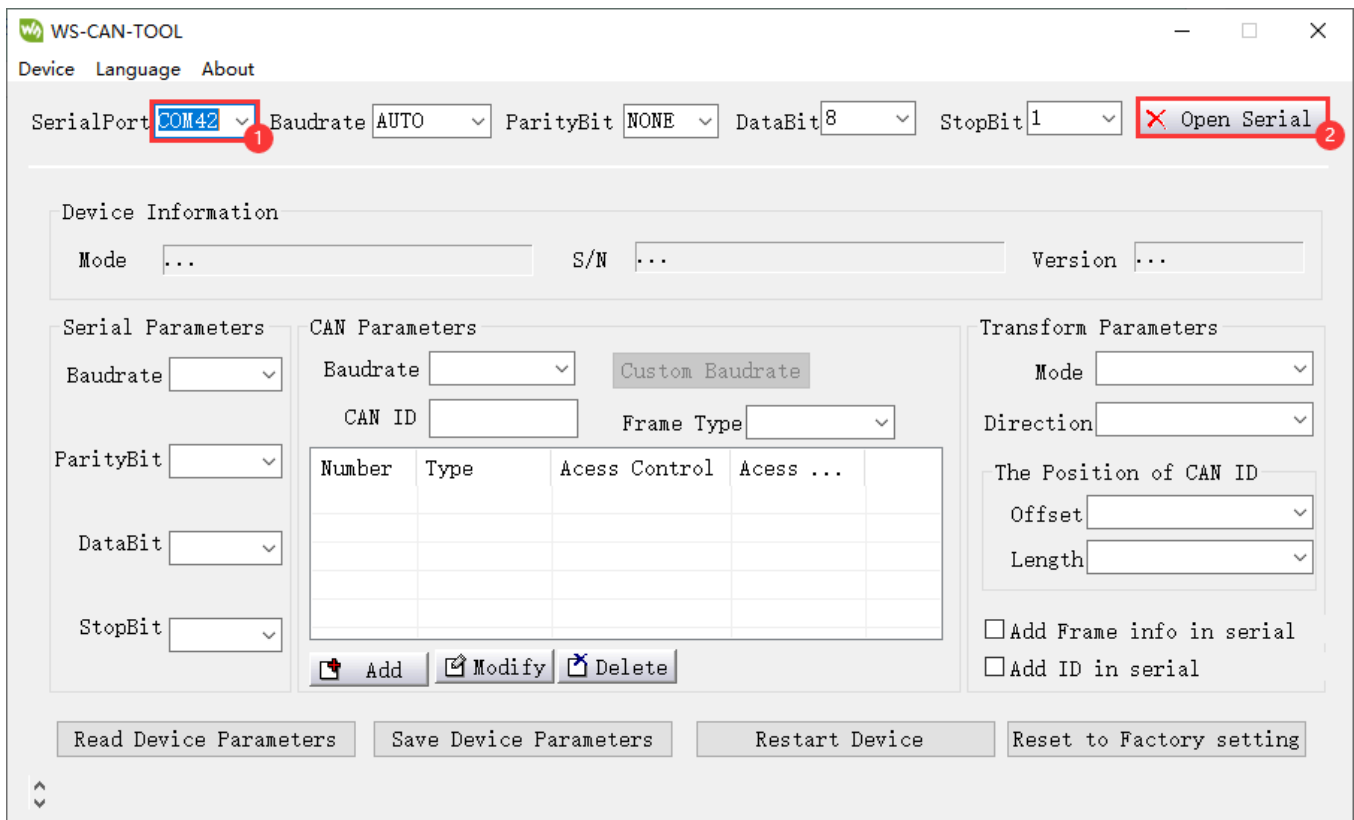 WS-CAN-TOOL
Device Language About
SerialPort COM42 Baudrate AUTO ParityBit NONE DataBit 8 StopBit 1 Open Serial
1 2
Device Information
Mode ... S/N ... Version ...
Serial Parameters CAN Parameters Transform Parameters
Baudrate Baudrate Custom Baudrate Mode
CAN ID Frame Type Direction
ParityBit Number Type Acess Control Acess ... The Position of CAN ID
Offset
DataBit Length
StopBit Add Frame info in serial
Add Modify Delete Add ID in serial
Read Device Parameters Save Device Parameters Restart Device Reset to Factory setting